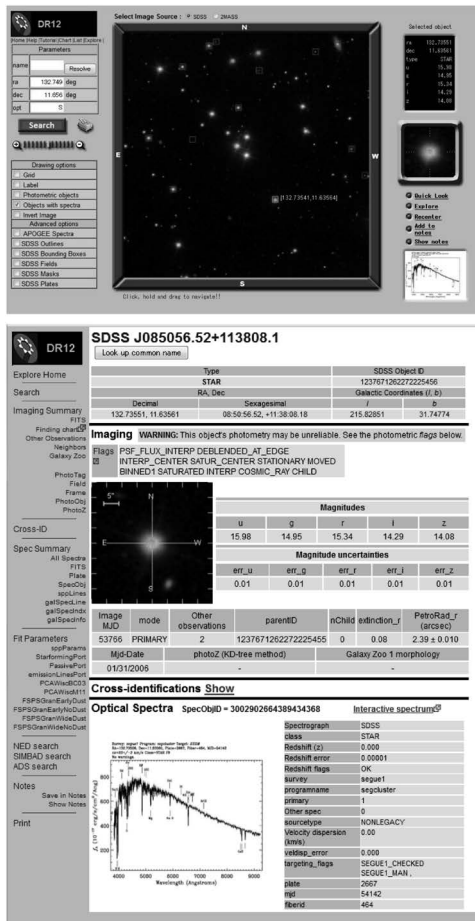 DR12
Home |Help |Tutorial |Chart |List |Explore |
Parameters
name
Resolve
ra 132.749 deg
dec 11.656 deg
opt S
Search
Drawing options
Grid
Label
Photometric objects
Objects with spectra
Invert Image
Advanced options
APOGEE Spectra
SDSS Outlines
SDSS Bounding Boxes
SDSS Fields
SDSS Masks
SDSS Plates
Select Image Source : SDSS 2MASS
N
E
W
S
[132.73541,11.63564]
Click, hold and drag to navigate!!
Selected object
ra 132.73551
dec 11.63561
type STAR
u 15.98
g 14.95
r 15.34
i 14.29
z 14.08
Quick Look
Explore
Recenter
Add to
notes
Show notes
DR12
Explore Home
Search
Imaging Summary
FITS
Finding chart
Other Observations
Neighbors
Galaxy Zoo
PhotoTag
Field
Frame
PhotoObj
PhotoZ
Cross-ID
Spec Summary
All Spectra
FITS
Plate
SpecObj
sppLines
galSpecLine
galSpecIndx
galSpecInfo
Fit Parameters
sppParams
StarformingPort
PassivePort
emissionLinesPort
PCAWiscBC03
PCAWiscM11
FSPSGranEarlyDust
FSPSGranEarlyNoDust
FSPSGranWideDust
FSPSGranWideNoDust
NED search
SIMBAD search
ADS search
Notes
Save in Notes
Show Notes
Print
SDSS J085056.52+113808.1
Look up common name
Type SDSS Object ID
STAR 1237671262272225456
RA, Dec Galactic Coordinates (l, b)
Decimal Sexagesimal l b
132.73551, 11.63561 08:50:56.52, +11:38:08.18 215.82851 31.74774
Imaging WARNING: This object's photometry may be unreliable. See the photometric flags below.
Flags PSF_FLUX_INTERP DEBLENDED_AT_EDGE
INTERP_CENTER SATUR_CENTER STATIONARY MOVED
BINNED1 SATURATED INTERP COSMIC_RAY CHILD
5"
N
E
S
Magnitudes
u g r i z
15.98 14.95 15.34 14.29 14.08
Magnitude uncertainties
err_u err_g err_r err_i err_z
0.01 0.01 0.01 0.01 0.01
Image MJD mode Other observations parentID nChild extinction_r PetroRad_r (arcsec)
53766 PRIMARY 2 1237671262272225455 0 0.08 2.39 ± 0.010
Mjd-Date photoZ (KD-tree method) Galaxy Zoo 1 morphology
01/31/2006 - -
Cross-identifications Show
Optical Spectra SpecObjID = 3002902664389434368 Interactive spectrum
Wavelength (Angstroms)
4000 5000 6000 7000 8000 9000
800
600
400
200
Spectrograph SDSS
class STAR
Redshift (z) 0.000
Redshift error 0.00001
Redshift flags OK
survey segue1
programname segcluster
primary 1
Other spec 0
sourcetype NONLEGACY
Velocity dispersion (km/s) 0.00
veldisp_error 0.000
targeting_flags SEGUE1_CHECKED
SEGUE1_MAN ,
plate 2667
mjd 54142
fiberid 464